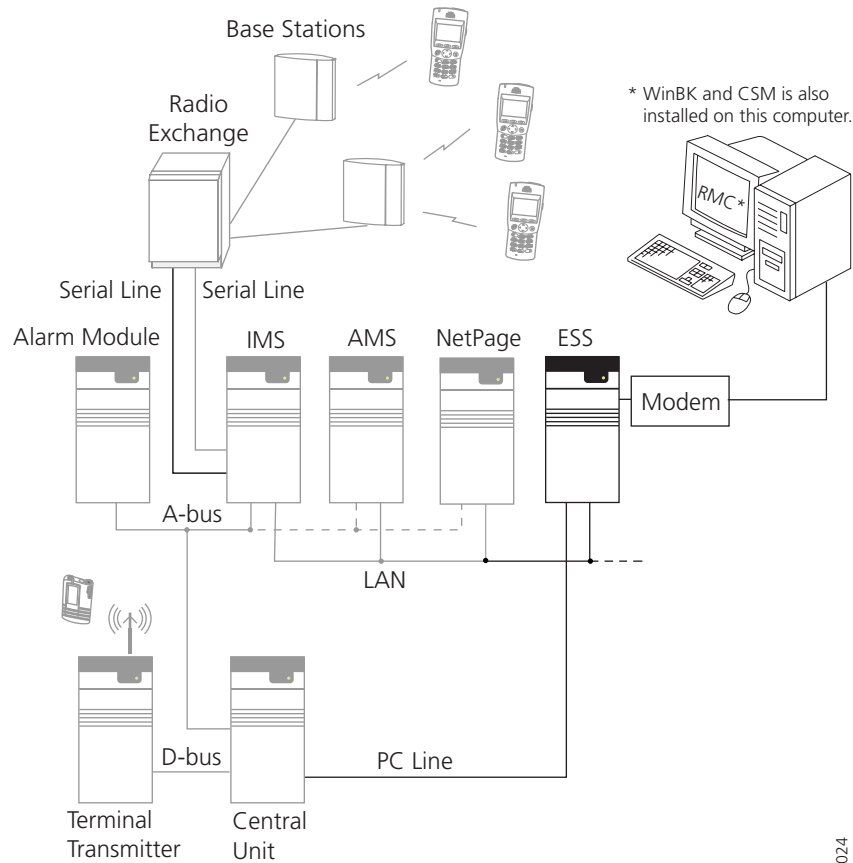 Base Stations
* WinBK and CSM is also
installed on this computer.
Radio
Exchange
RMC*
Serial Line
Serial Line
Alarm Module
IMS
AMS
NetPage
ESS
Modem
A-bus
LAN
D-bus
PC Line
Terminal
Transmitter
Central
Unit
024